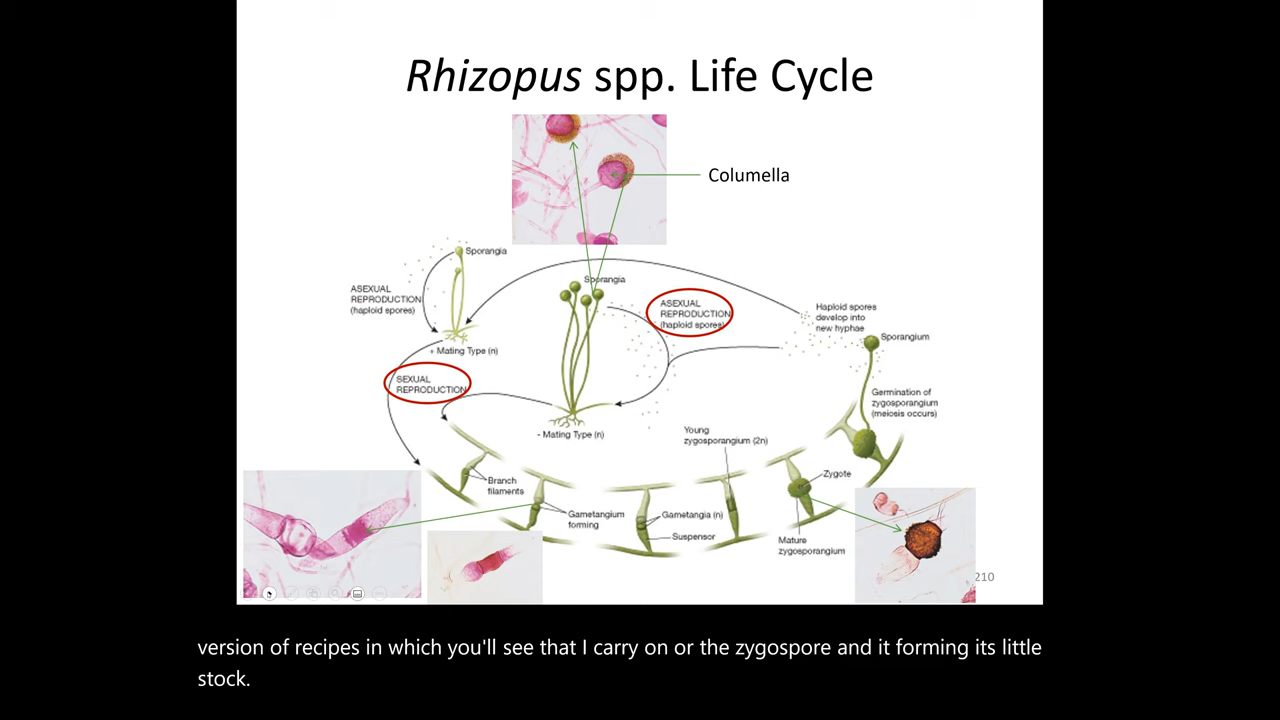 Rhizopus spp. Life Cycle
Columella
Sporangia
ASEXUAL
REPRODUCTION
(haploid spores)
+ Mating Type (n)
Sporangia
ASEXUAL
REPRODUCTION
(haploid spores)
Haploid spores
develop into
new hyphae
Sporangium
SEXUAL
REPRODUCTION
- Mating Type (n)
Germination of
zygosporangium
(meiosis occurs)
Young
zygosporangium (2n)
Branch
filaments
Gametangium
forming
Gametangia (n)
Suspensor
Zygote
Mature
zygosporangium
210
version of recipes in which you'll see that I carry on or the zygospore and it forming its little
stock.